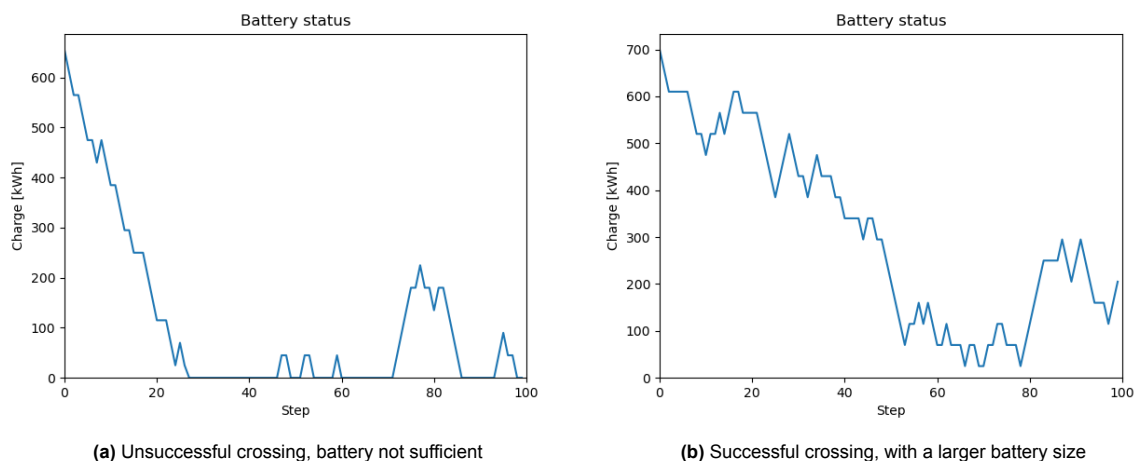 Battery status
600
500
400
300
200
100
0
Charge [kWh]
0 20 40 60 80 100
Step
(a) Unsuccessful crossing, battery not sufficient
Battery status
700
600
500
400
300
200
100
0
Charge [kWh]
0 20 40 60 80 100
Step
(b) Successful crossing, with a larger battery size